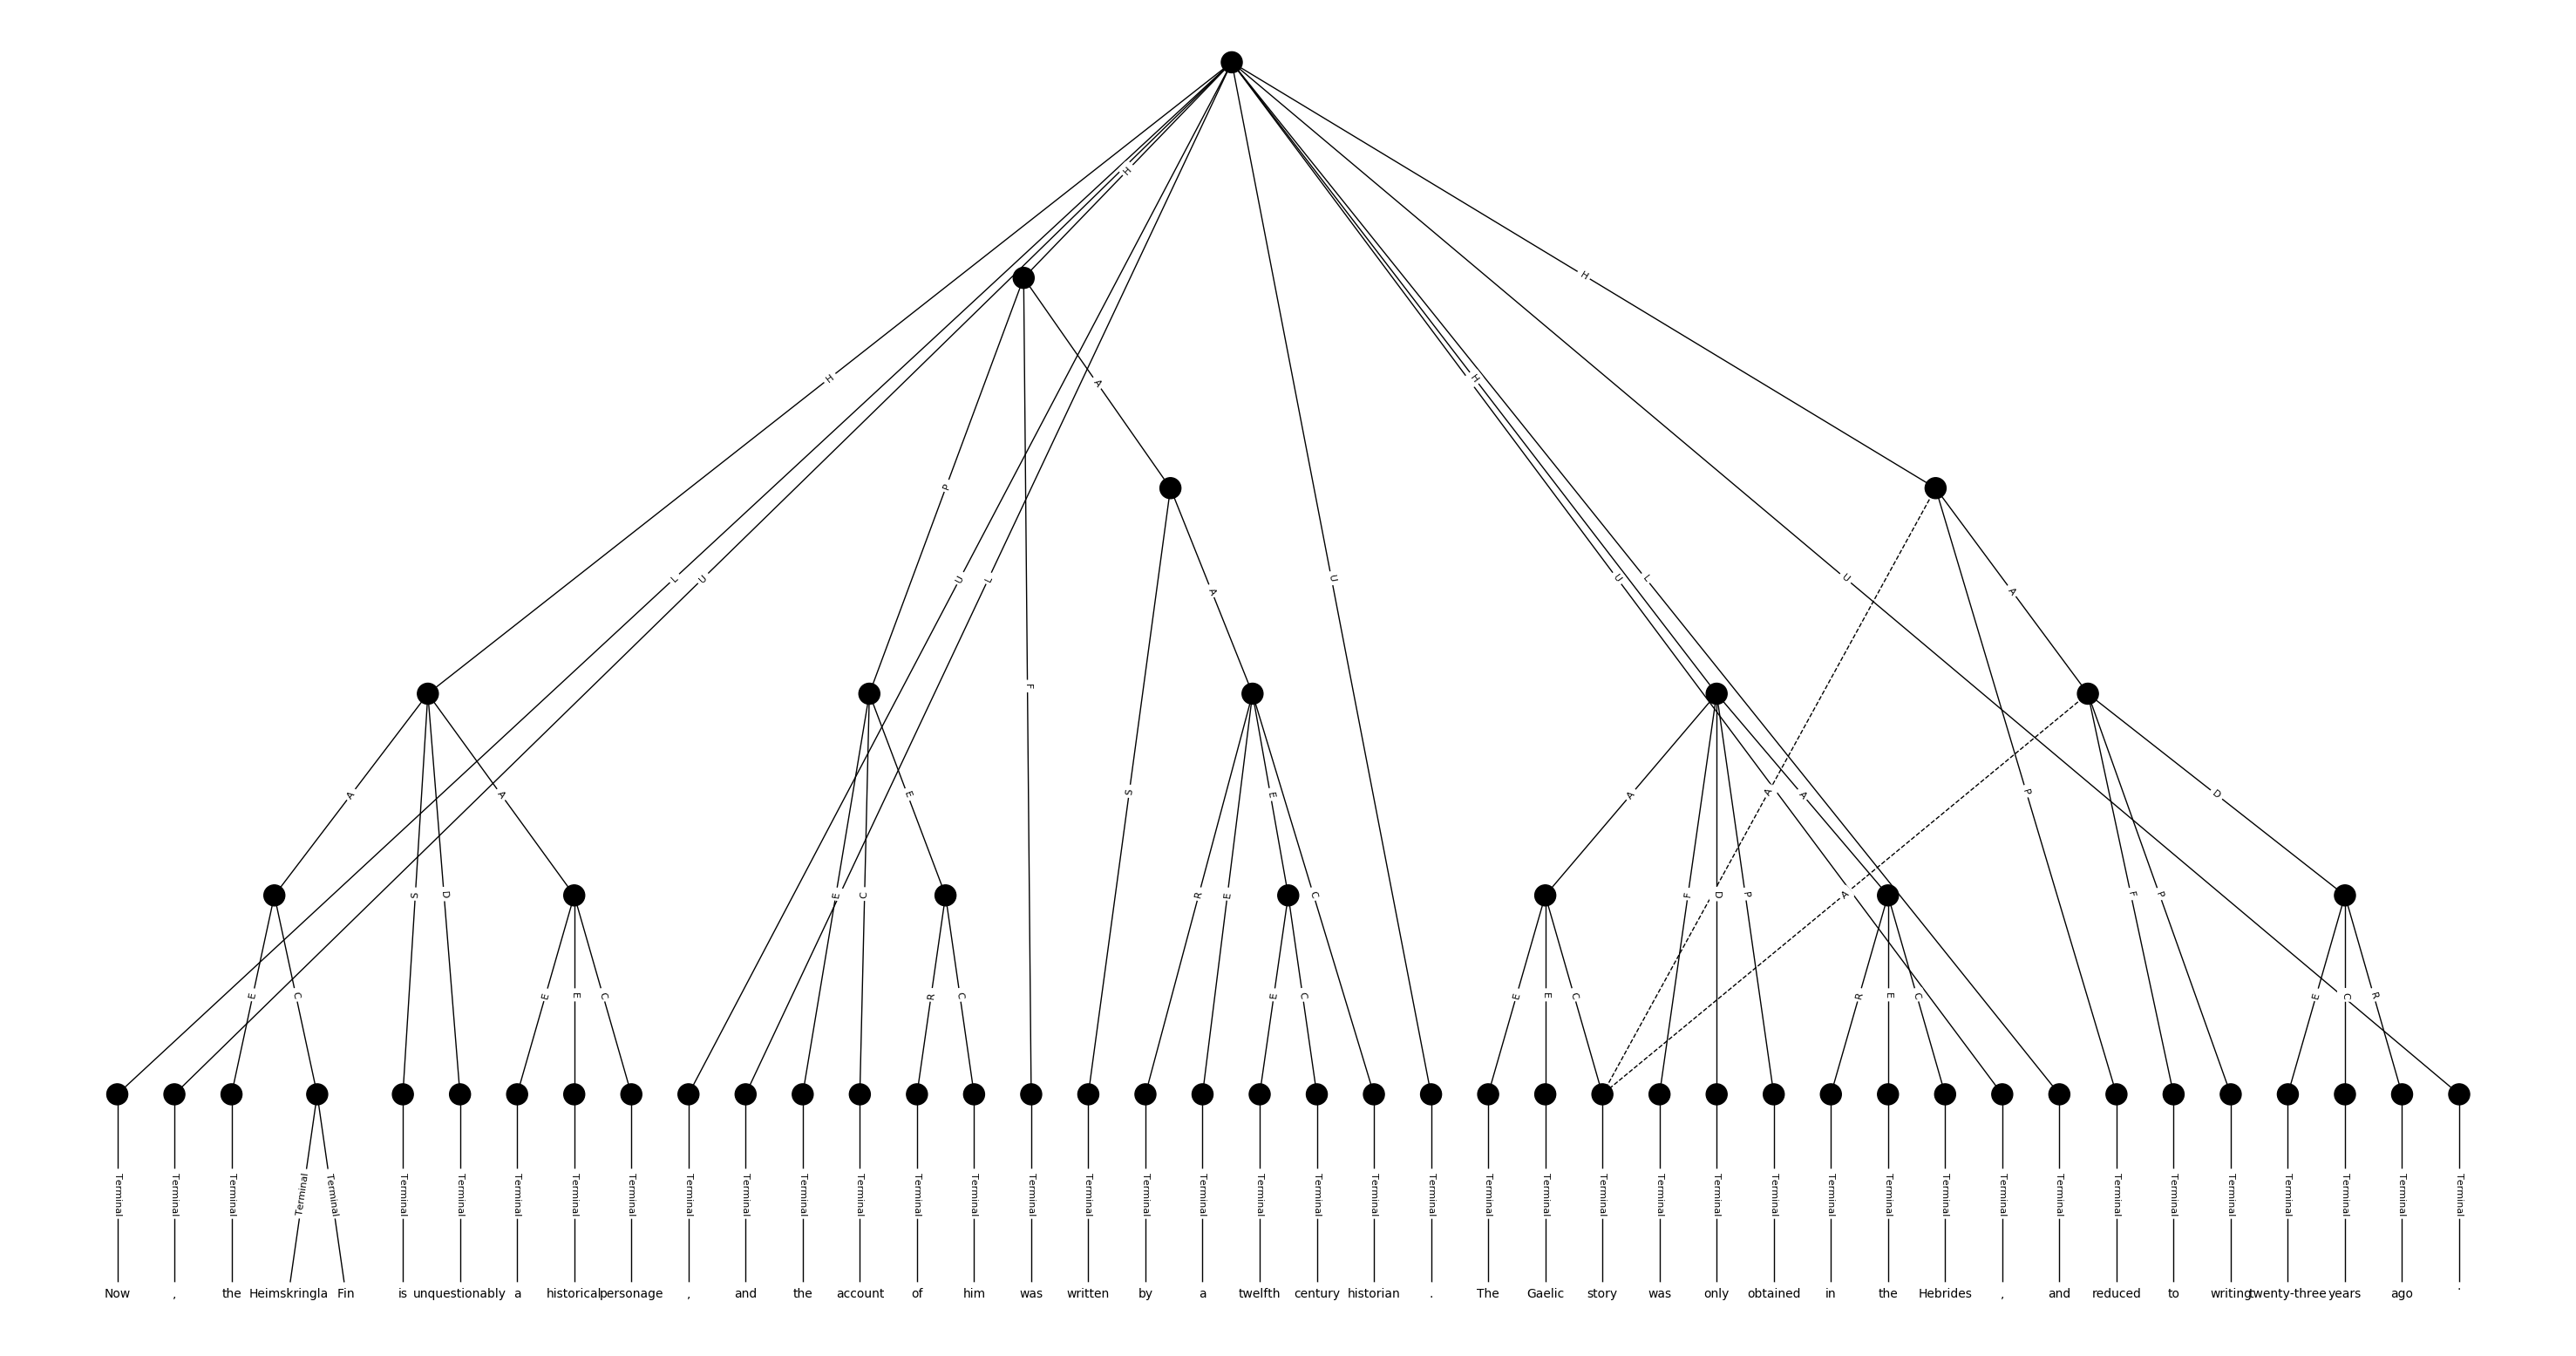 H
H
H
A
H
P
A
L
U
U
L
U
U
L
U
F
A
A
S
A
E
E
A
A
A
P
D
S
D
E
C
R
E
C
F
D
P
A
F
P
E
C
E
E
C
R
C
E
C
E
E
C
R
E
C
E
C
R
Terminal Terminal Terminal Terminal Terminal Terminal Terminal Terminal Terminal Terminal Terminal Terminal Terminal Terminal Terminal Terminal Terminal Terminal Terminal Terminal Terminal Terminal Terminal Terminal Terminal Terminal Terminal Terminal Terminal Terminal Terminal Terminal Terminal Terminal Terminal Terminal Terminal Terminal Terminal Terminal Terminal Terminal
Now , the Heimskringla Fin is unquestionably a historical personage , and the account of him was written by a twelfth century historian . The Gaelic story was only obtained in the Hebrides , and reduced to writing twenty-three years ago .